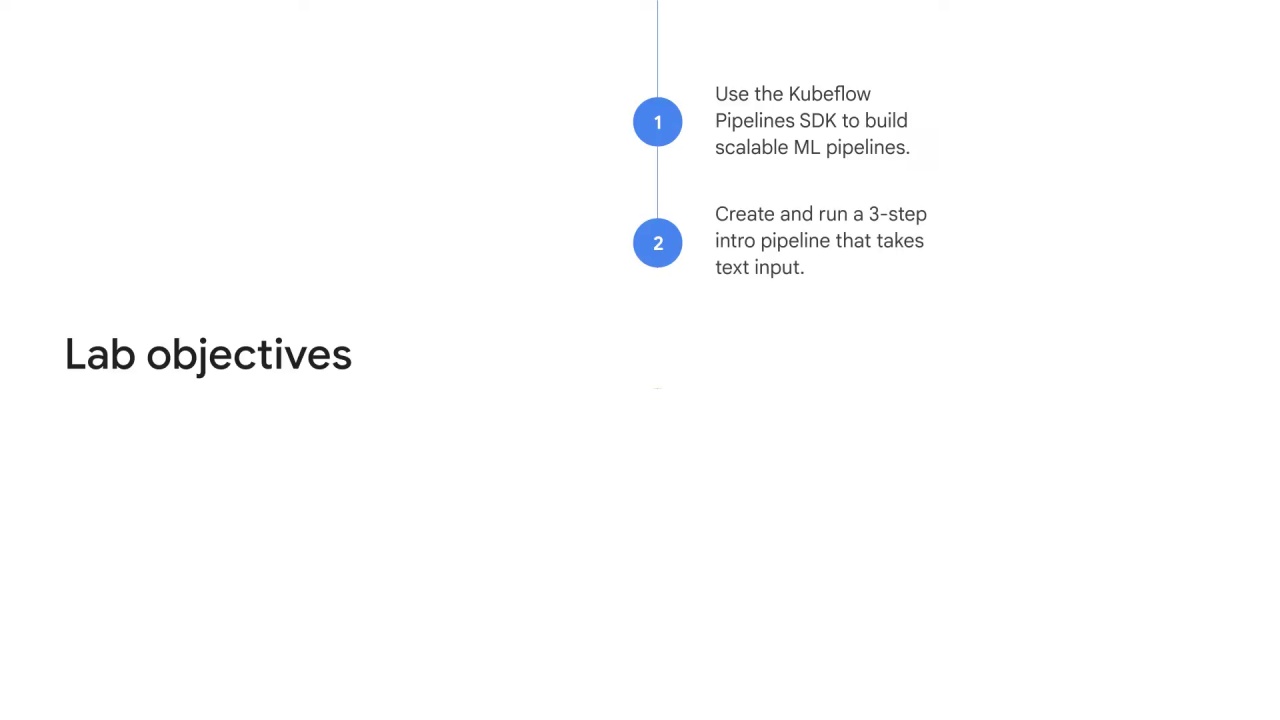 Lab objectives
1
Use the Kubeflow
Pipelines SDK to build
scalable ML pipelines.
2
Create and run a 3-step
intro pipeline that takes
text input.